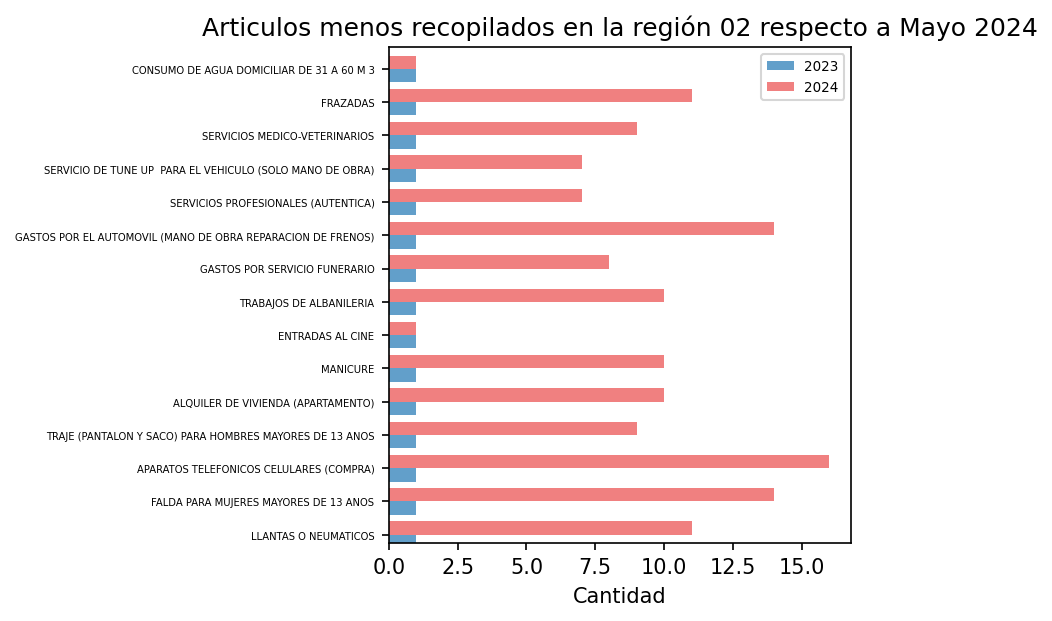 Articulos menos recopilados en la región 02 respecto a Mayo 2024
2023
2024
CONSUMO DE AGUA DOMICILIAR DE 31 A 60 M 3
FRAZADAS
SERVICIOS MEDICO-VETERINARIOS
SERVICIO DE TUNE UP  PARA EL VEHICULO (SOLO MANO DE OBRA)
SERVICIOS PROFESIONALES (AUTENTICA)
GASTOS POR EL AUTOMOVIL (MANO DE OBRA REPARACION DE FRENOS)
GASTOS POR SERVICIO FUNERARIO
TRABAJOS DE ALBANILERIA
ENTRADAS AL CINE
MANICURE
ALQUILER DE VIVIENDA (APARTAMENTO)
TRAJE (PANTALON Y SACO) PARA HOMBRES MAYORES DE 13 ANOS
APARATOS TELEFONICOS CELULARES (COMPRA)
FALDA PARA MUJERES MAYORES DE 13 ANOS
LLANTAS O NEUMATICOS
0.0 2.5 5.0 7.5 10.0 12.5 15.0
Cantidad